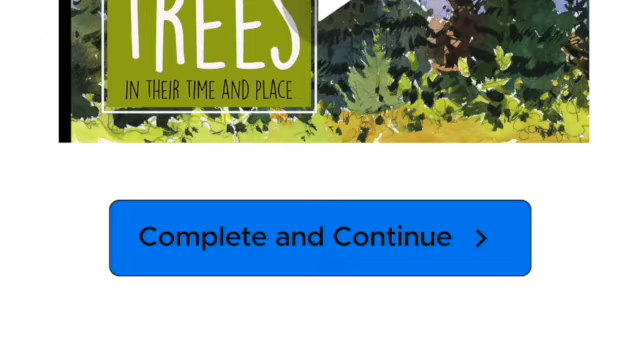 TREES
IN THEIR TIME AND PLACE
Complete and Continue